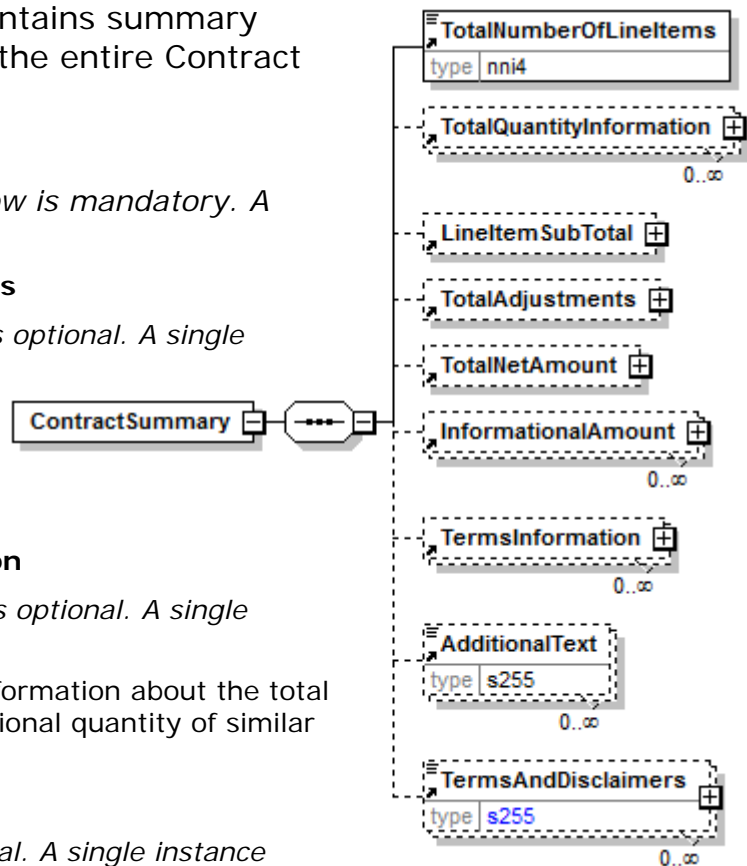 ntains summary
the entire Contract
ow is mandatory. A
s
s optional. A single
on
s optional. A single
formation about the total
ional quantity of similar
al. A single instance
ContractSummary
TotalNumberOfLineItems
type nni4
TotalQuantityInformation
0..∞
LineItemSubTotal
TotalAdjustments
TotalNetAmount
InformationalAmount
0..∞
TermsInformation
0..∞
AdditionalText
type s255
0..∞
TermsAndDisclaimers
type s255
0..∞